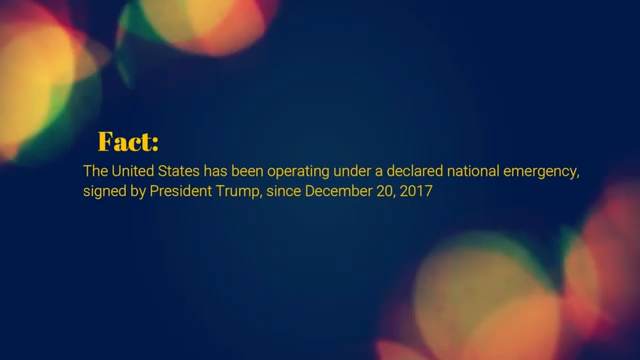 Fact:
The United States has been operating under a declared national emergency,
signed by President Trump, since December 20, 2017